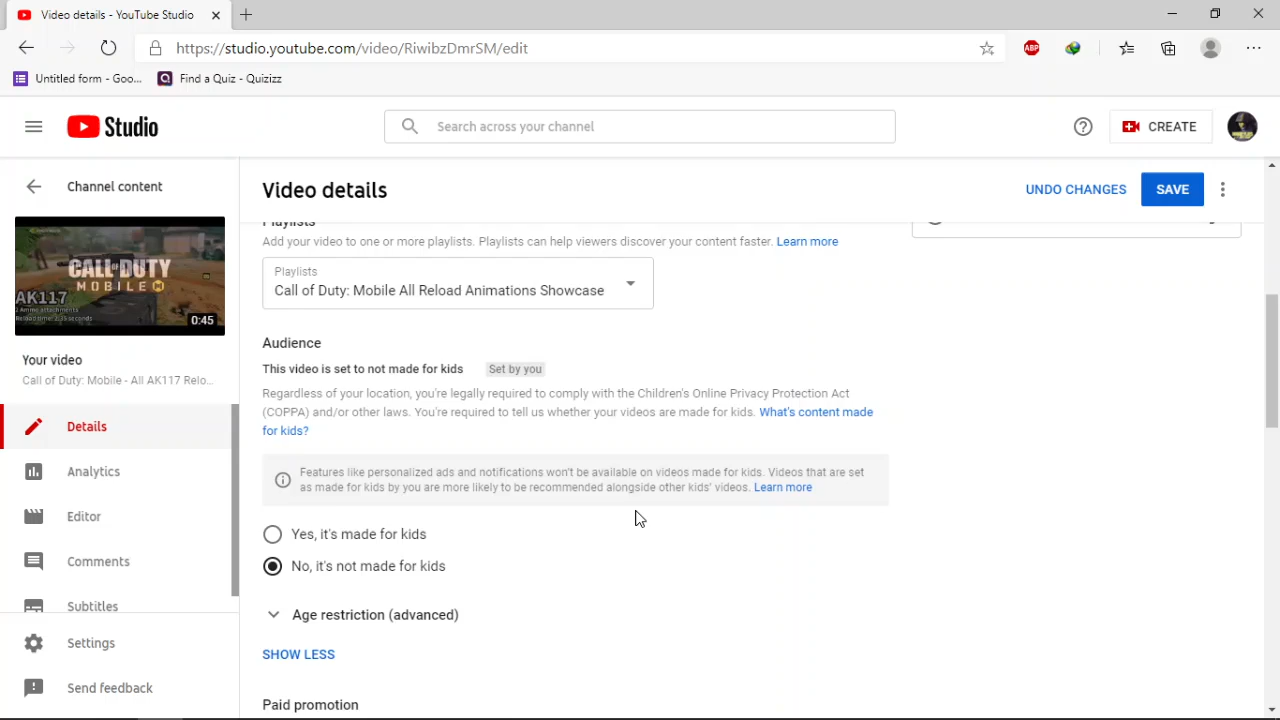 Video details - YouTube Studio
https://studio.youtube.com/video/RiwibzDmrSM/edit
ABP
Untitled form - Goo...
Find a Quiz - Quizizz
Studio
Search across your channel
CREATE
Channel content
Video details
UNDO CHANGES
SAVE
CALL OF DUTY
MOBILE
AK117
2 Ammo attachments
0:45
Your video
Call of Duty: Mobile - All AK117 Relo...
Details
Analytics
Editor
Comments
Subtitles
Settings
Send feedback
Playlists
Add your video to one or more playlists. Playlists can help viewers discover your content faster. Learn more
Playlists
Call of Duty: Mobile All Reload Animations Showcase
Audience
This video is set to not made for kids
Set by you
Regardless of your location, you're legally required to comply with the Children's Online Privacy Protection Act
(COPPA) and/or other laws. You're required to tell us whether your videos are made for kids. What's content made
for kids?
Features like personalized ads and notifications won't be available on videos made for kids. Videos that are set
as made for kids by you are more likely to be recommended alongside other kids' videos. Learn more
Yes, it's made for kids
No, it's not made for kids
Age restriction (advanced)
SHOW LESS
Paid promotion